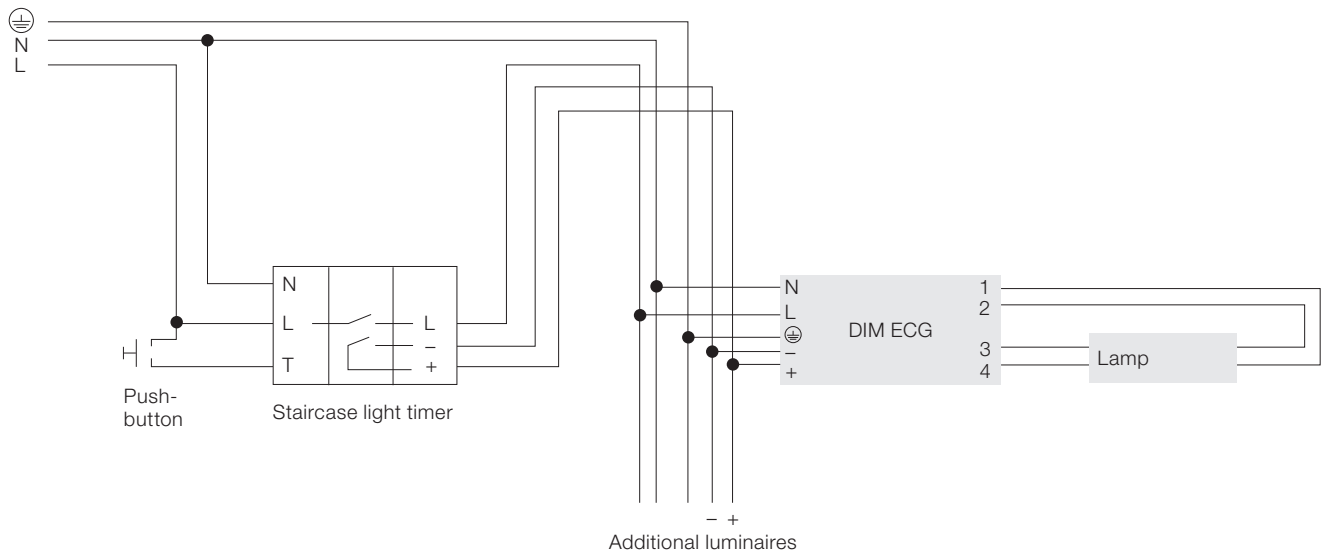 N
L
N
L
T
L
–
+
Push-
button
Staircase light timer
N
L
–
+
DIM ECG
1
2
3
4
Lamp
– +
Additional luminaires